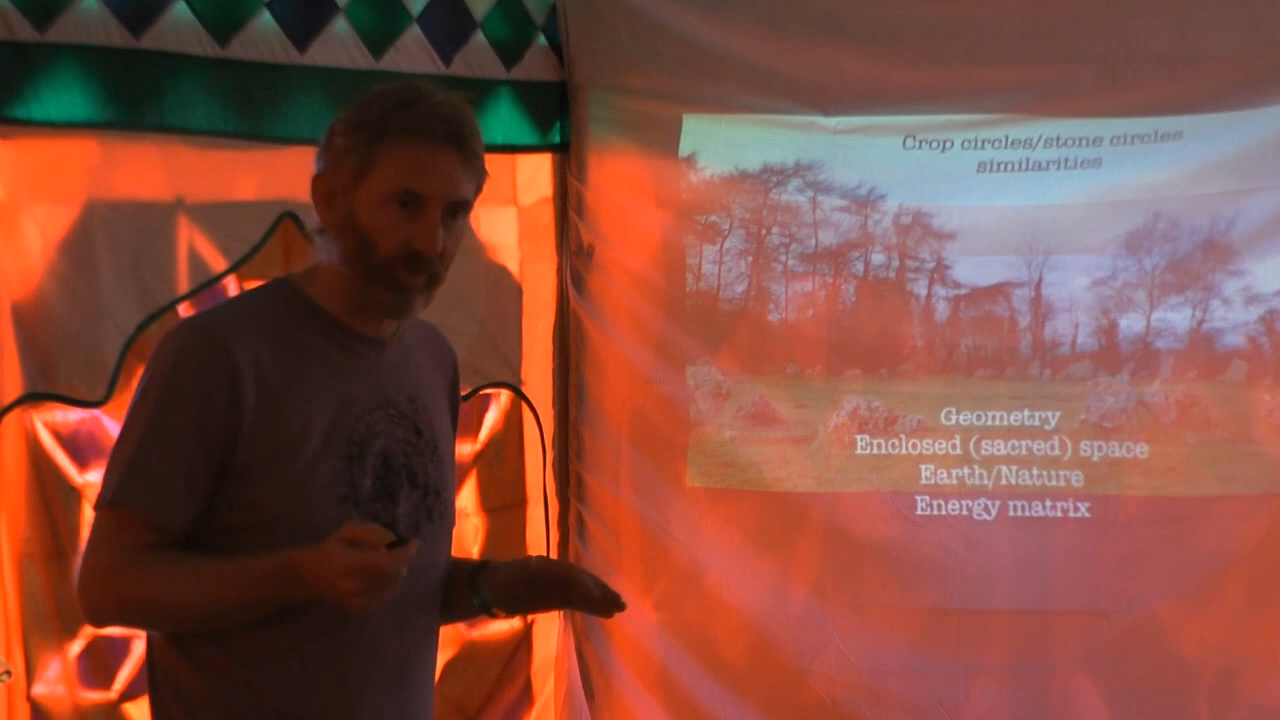 Crop circles/stone circles
similarities
Geometry
Enclosed (sacred) space
Earth/Nature
Energy matrix